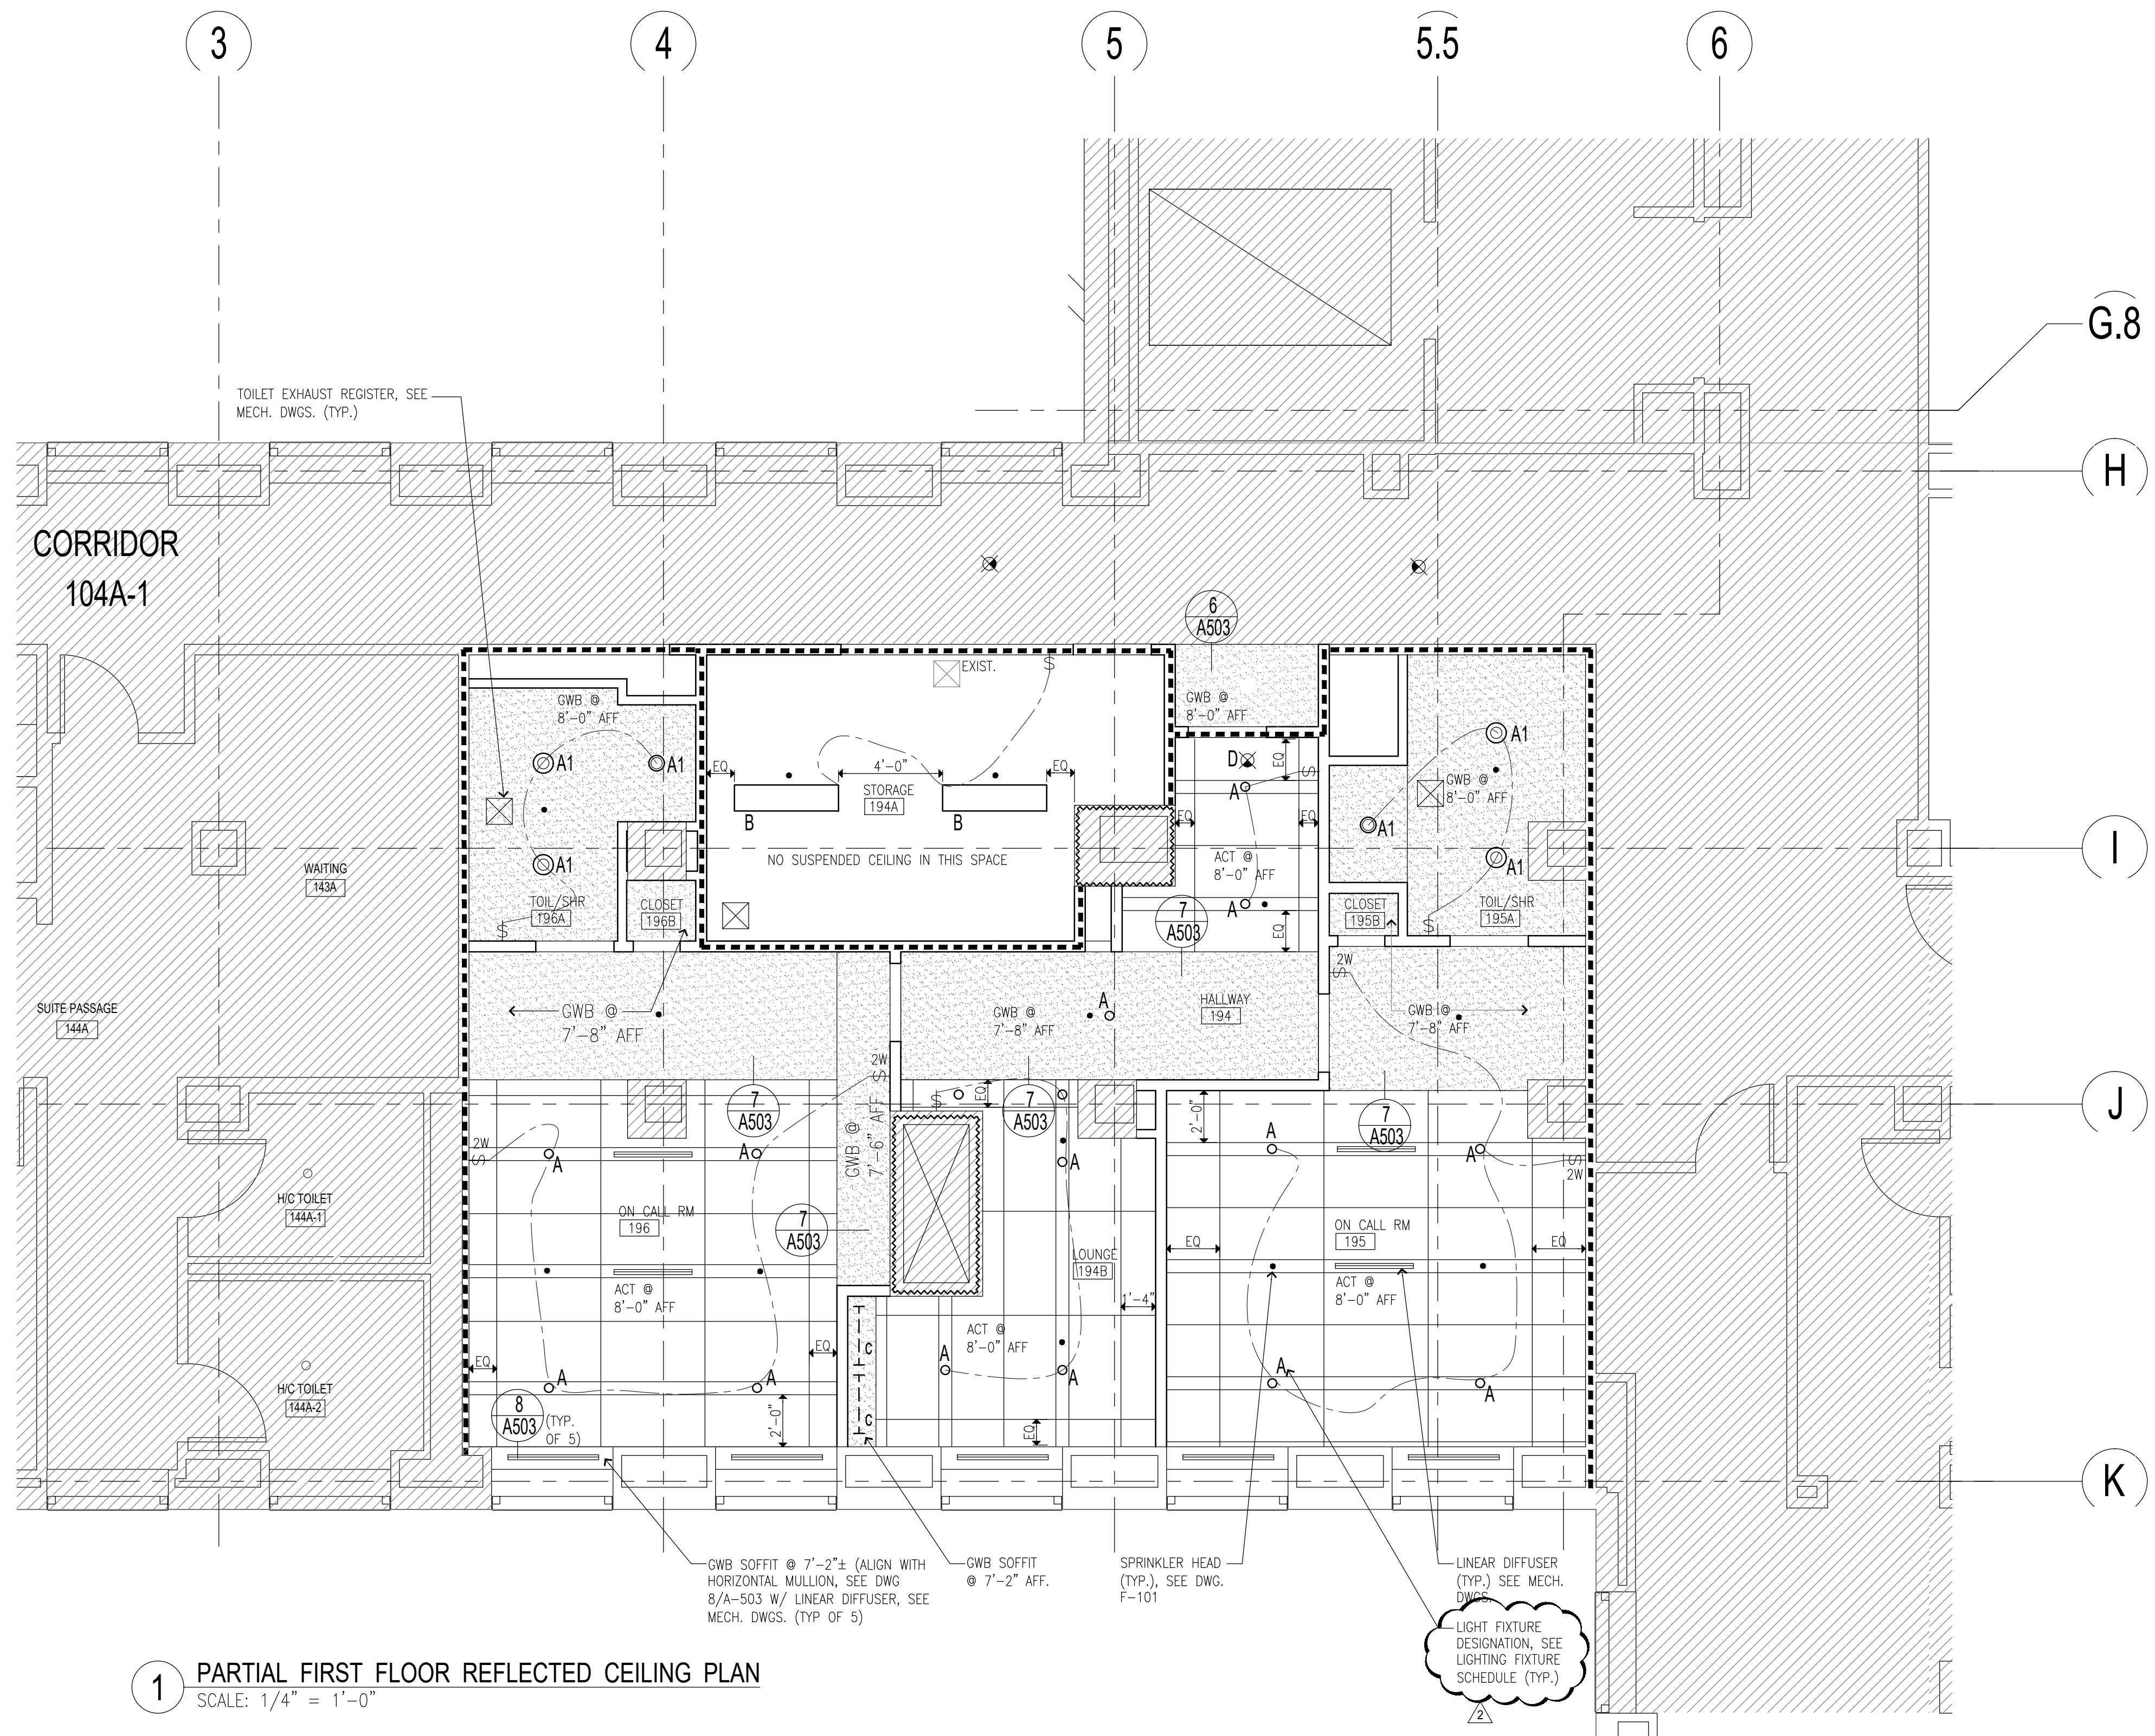 3
4
5
5.5
6
G.8
TOILET EXHAUST REGISTER, SEE
MECH. DWGS. (TYP.)
H
CORRIDOR
104A-1
6
A503
EXIST.
S
GWB @
8'-0" AFF
GWB @
8'-0" AFF
A1
A1
EQ
4'-0"
EQ
STORAGE
194A
B
B
D
EQ
S
A
EQ
EQ
A1
GWB @
8'-0" AFF
A1
A1
A1
NO SUSPENDED CEILING IN THIS SPACE
ACT @
8'-0" AFF
I
WAITING
143A
TOIL/SHR
196A
S
CLOSET
196B
7
A503
A
EQ
CLOSET
195B
TOIL/SHR
195A
S
2W
S
SUITE PASSAGE
144A
GWB @
7'-8" AFF
GWB @
7'-8" AFF
A
HALLWAY
194
GWB @
7'-8" AFF
2W
S
7
A503
GWB @
7'-6" AFF
S
EQ
7
A503
2'-0"
7
A503
J
2W
S
A
A
A
A
A
S
2W
H/C TOILET
144A-1
ON CALL RM
196
7
A503
LOUNGE
194B
ON CALL RM
195
EQ
EQ
ACT @
8'-0" AFF
ACT @
8'-0" AFF
1'-4"
ACT @
8'-0" AFF
EQ
EQ
C
A
A
A
A
A
A
H/C TOILET
144A-2
8
A503
(TYP.
OF 5)
2'-0"
C
EQ
K
GWB SOFFIT @ 7'-2"± (ALIGN WITH
HORIZONTAL MULLION, SEE DWG
8/A-503 W/ LINEAR DIFFUSER, SEE
MECH. DWGS. (TYP OF 5)
GWB SOFFIT
@ 7'-2" AFF.
SPRINKLER HEAD
(TYP.), SEE DWG.
F-101
LINEAR DIFFUSER
(TYP.) SEE MECH.
DWGS.
LIGHT FIXTURE
DESIGNATION, SEE
LIGHTING FIXTURE
SCHEDULE (TYP.)
2
1
PARTIAL FIRST FLOOR REFLECTED CEILING PLAN
SCALE: 1/4" = 1'-0"